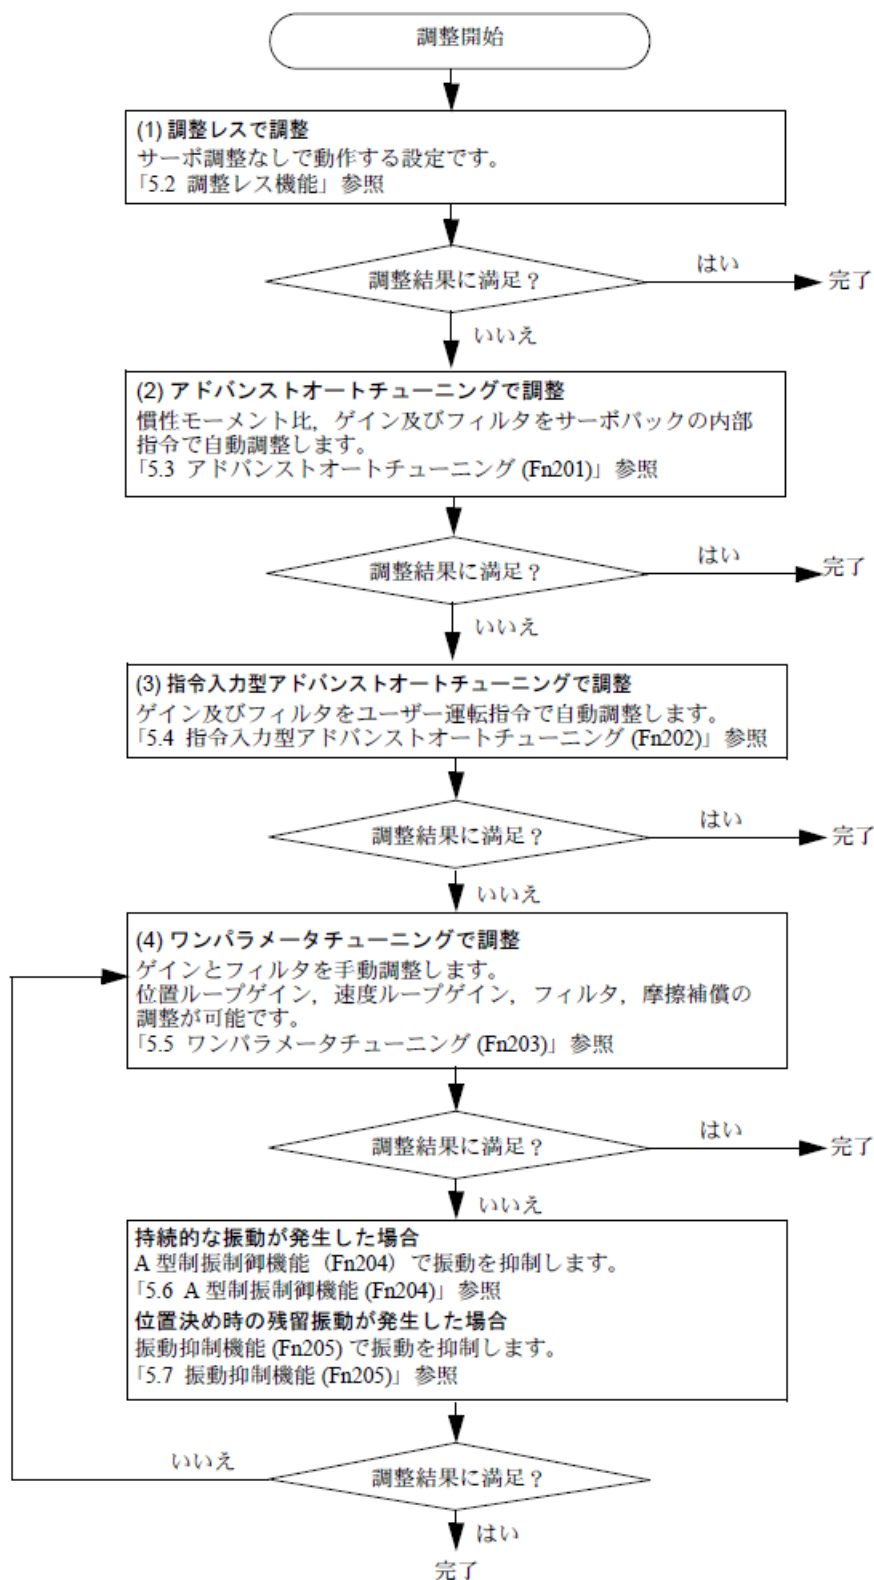 調整開始
(1) 調整レスで調整
サーボ調整なしで動作する設定です。
「5.2 調整レス機能」参照
調整結果に満足？
はい
完了
いいえ
(2) アドバンストオートチューニングで調整
慣性モーメント比，ゲイン及びフィルタをサーボパックの内部
指令で自動調整します。
「5.3 アドバンストオートチューニング (Fn201)」参照
調整結果に満足？
はい
完了
いいえ
(3) 指令入力型アドバンストオートチューニングで調整
ゲイン及びフィルタをユーザー運転指令で自動調整します。
「5.4 指令入力型アドバンストオートチューニング (Fn202)」参照
調整結果に満足？
はい
完了
いいえ
(4) ワンパラメータチューニングで調整
ゲインとフィルタを手動調整します。
位置ループゲイン，速度ループゲイン，フィルタ，摩擦補償の
調整が可能です。
「5.5 ワンパラメータチューニング (Fn203)」参照
調整結果に満足？
はい
完了
いいえ
持続的な振動が発生した場合
A 型制振制御機能（Fn204）で振動を抑制します。
「5.6 A 型制振制御機能 (Fn204)」参照
位置決め時の残留振動が発生した場合
振動抑制機能 (Fn205) で振動を抑制します。
「5.7 振動抑制機能 (Fn205)」参照
いいえ
調整結果に満足？
はい
完了